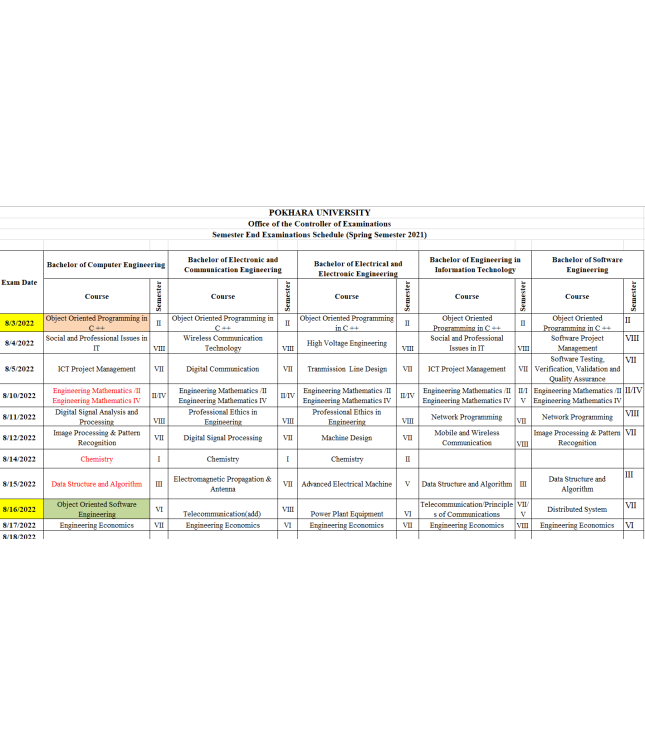 POKHARA UNIVERSITY
Office of the Controller of Examinations
Semester End Examinations Schedule (Spring Semester 2021)
Exam Date
Bachelor of Computer Engineering
Bachelor of Electronic and
Communication Engineering
Bachelor of Electrical and
Electronic Engineering
Bachelor of Engineering in
Information Technology
Bachelor of Software
Engineering
Course
Semester
Course
Semester
Course
Semester
Course
Semester
Course
Semester
8/3/2022
Object Oriented Programming in
C ++
II
Object Oriented Programming in
C ++
II
Object Oriented Programming
in C ++
II
Object Oriented
Programming in C ++
II
Object Oriented
Programming in C ++
II
8/4/2022
Social and Professional Issues in
IT
VIII
Wireless Communication
Technology
VIII
High Voltage Engineering
VIII
Social and Professional
Issues in IT
VIII
Software Project
Management
VIII
8/5/2022
ICT Project Management
VII
Digital Communication
VII
Tranmission Line Design
VII
ICT Project Management
VII
Software Testing,
Verification, Validation and
Quality Assurance
VII
8/10/2022
Engineering Mathematics /II
Engineering Mathematics IV
II/IV
Engineering Mathematics /II
Engineering Mathematics IV
II/IV
Engineering Mathematics /II
Engineering Mathematics IV
II/IV
Engineering Mathematics /II
Engineering Mathematics IV
II/I
V
Engineering Mathematics /II
Engineering Mathematics IV
II/IV
8/11/2022
Digital Signal Analysis and
Processing
VIII
Professional Ethics in
Engineering
VIII
Professional Ethics in
Engineering
VIII
Network Programming
VII
Network Programming
VIII
8/12/2022
Image Processing & Pattern
Recognition
VII
Digital Signal Processing
VII
Machine Design
VII
Mobile and Wireless
Communication
VIII
Image Processing & Pattern
Recognition
VII
8/14/2022
Chemistry
I
Chemistry
I
Chemistry
II
8/15/2022
Data Structure and Algorithm
III
Electromagnetic Propagation &
Antenna
VII
Advanced Electrical Machine
V
Data Structure and Algorithm
III
Data Structure and
Algorithm
III
8/16/2022
Object Oriented Software
Engineering
VI
Telecommunication(add)
VIII
Power Plant Equipment
VI
Telecommunication/Principle
s of Communications
VII/
V
Distributed System
VII
8/17/2022
Engineering Economics
VII
Engineering Economics
VI
Engineering Economics
VII
Engineering Economics
VIII
Engineering Economics
VI
8/18/2022